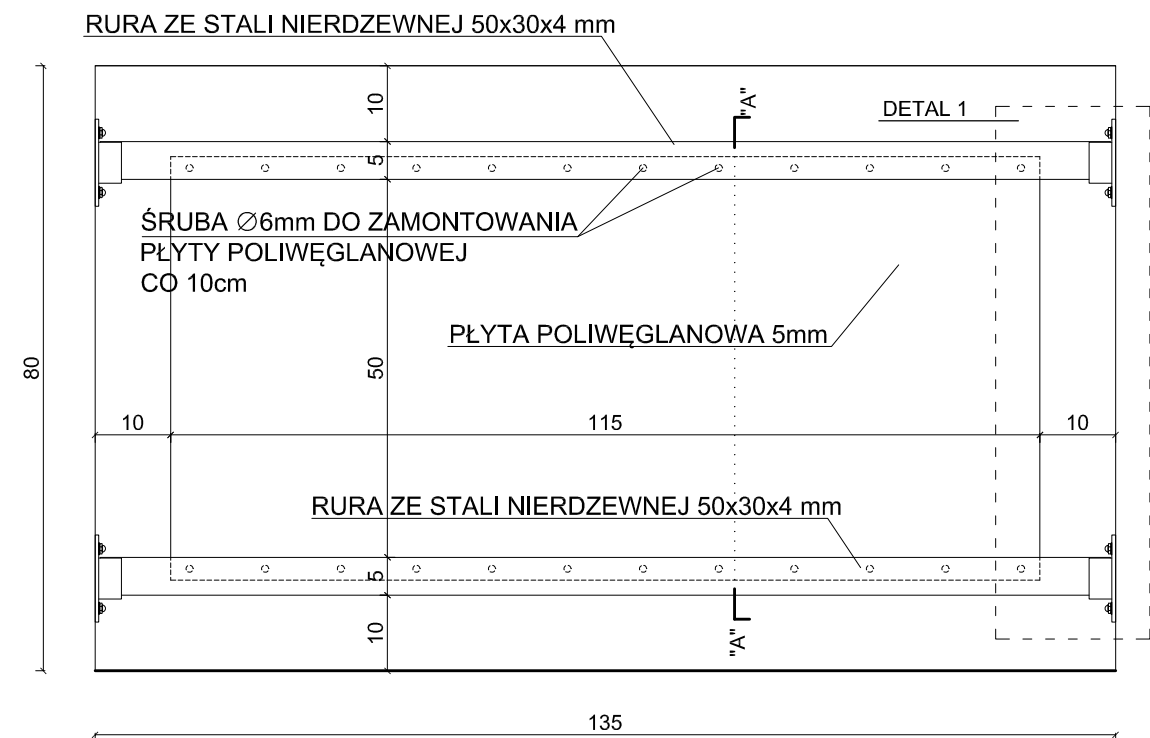 RURA ZE STALI NIERDZEWNEJ 50x30x4 mm
10
"A"
DETAL 1
5
ŚRUBA ∅6mm DO ZAMONTOWANIA
PŁYTY POLIWĘGLANOWEJ
CO 10cm
PŁYTA POLIWĘGLANOWA 5mm
80
50
10
115
10
RURA ZE STALI NIERDZEWNEJ 50x30x4 mm
5
10
"A"
135